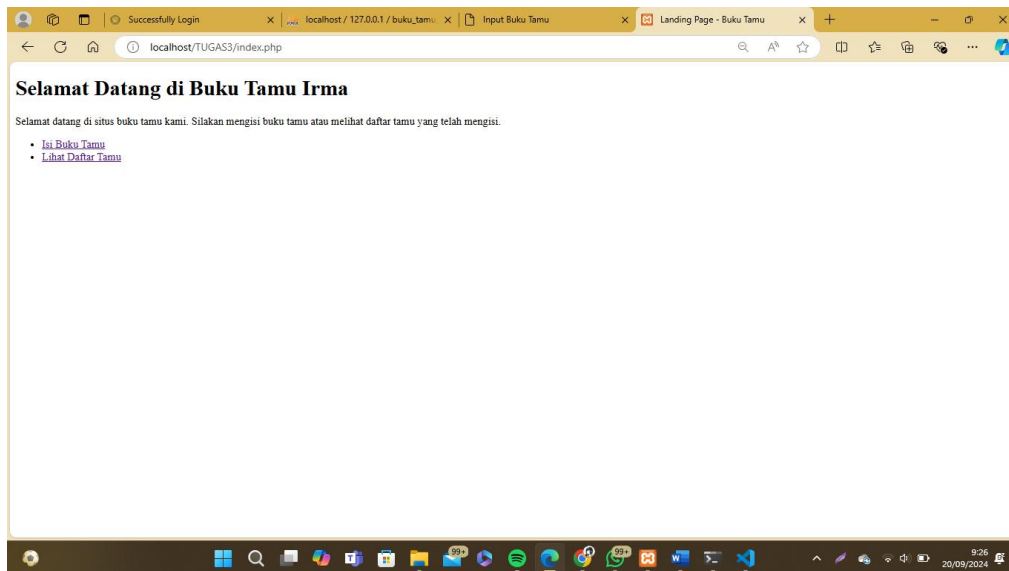 Successfully Login
localhost / 127.0.0.1 / buku_tamu
Input Buku Tamu
Landing Page - Buku Tamu
localhost/TUGAS3/index.php
Selamat Datang di Buku Tamu Irma
Selamat datang di situs buku tamu kami. Silakan mengisi buku tamu atau melihat daftar tamu yang telah mengisi.
• Isi Buku Tamu
• Lihat Daftar Tamu
99+
99+
9:26
20/09/2024